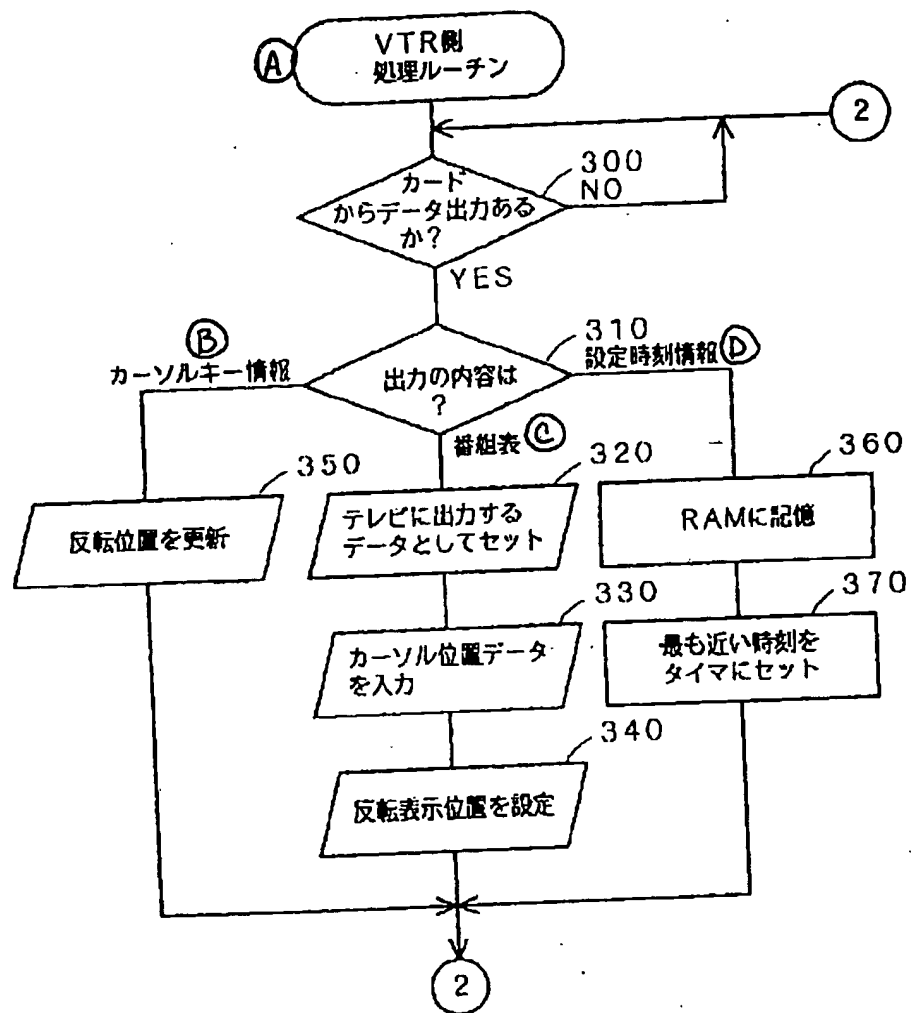 VTR側
処理ルーチン
A
2
300
カード
からデータ出力ある
か?
NO
YES
310
B
カーソルキー情報
出力の内容は
?
設定時刻情報
D
番組表
C
350
反転位置を更新
320
テレビに出力する
データとしてセット
360
RAMに記憶
330
カーソル位置データ
を入力
370
最も近い時刻を
タイマにセット
340
反転表示位置を設定
2